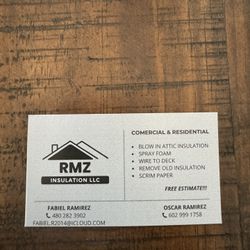 RMZ
INSULATION LLC
COMERCIAL & RESIDENTIAL
• BLOW IN ATTIC INSULATION
• SPRAY FOAM
• WIRE TO DECK
• REMOVE OLD INSULATION
• SCRIM PAPER
FREE ESTIMATE!!!
FABIEL RAMIREZ
480 282 3902
FABIEL.R2014@ICLOUD.COM
OSCAR RAMIREZ
602 999 1758